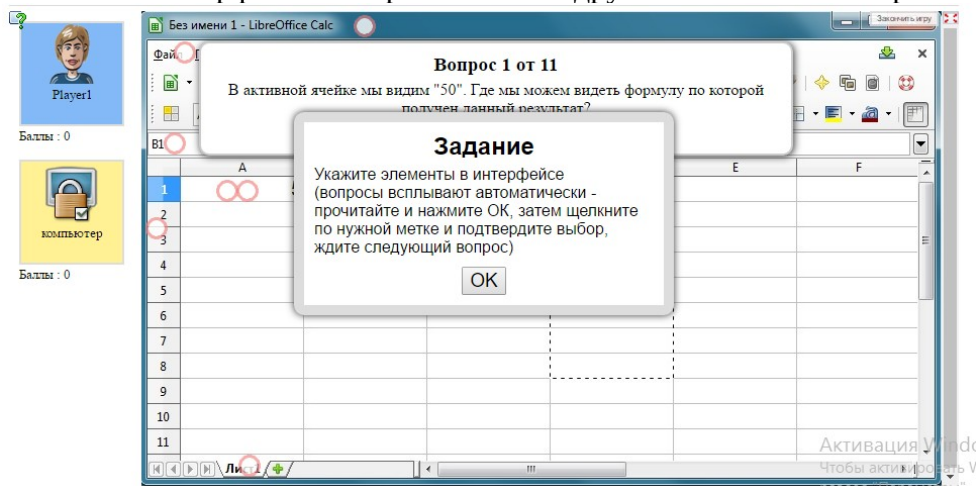 Без имени 1 - LibreOffice Calc
Закончить игру
Файл
Player1
Баллы : 0
компьютер
Баллы : 0
Вопрос 1 от 11
В активной ячейке мы видим "50". Где мы можем видеть формулу по которой
получен данный результат?
B1
A E F
1
2
3
4
5
6
7
8
9
10
11
Задание
Укажите элементы в интерфейсе
(вопросы всплывают автоматически -
прочитайте и нажмите ОК, затем щелкните
по нужной метке и подтвердите выбор,
ждите следующий вопрос)
OK
Лист1
Активация Windo
Чтобы активировать W